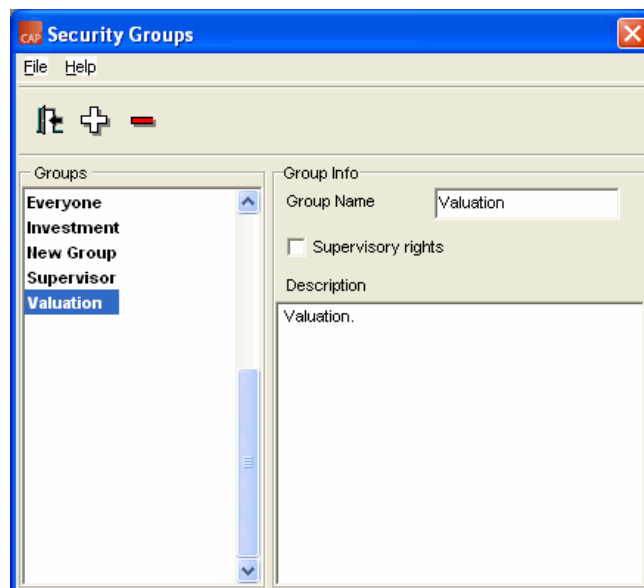 CAP Security Groups
File Help
Groups
Everyone
Investment
New Group
Supervisor
Valuation
Group Info
Group Name Valuation
Supervisory rights
Description
Valuation.